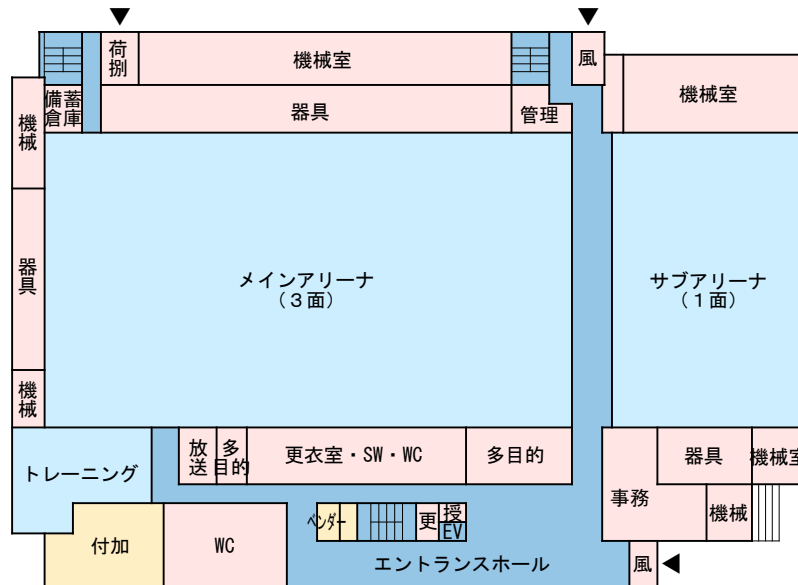 荷
捌
機械室
風
機械室
備蓄
倉庫
器具
管理
機
械
器
具
メインアリーナ
（３面）
サブアリーナ
（１面）
機
械
放
送
多
目的
更衣室・SW・WC
多目的
器具
機械室
トレーニング
事務
機械
ベンダー
更
授
EV
付加
WC
エントランスホール
風